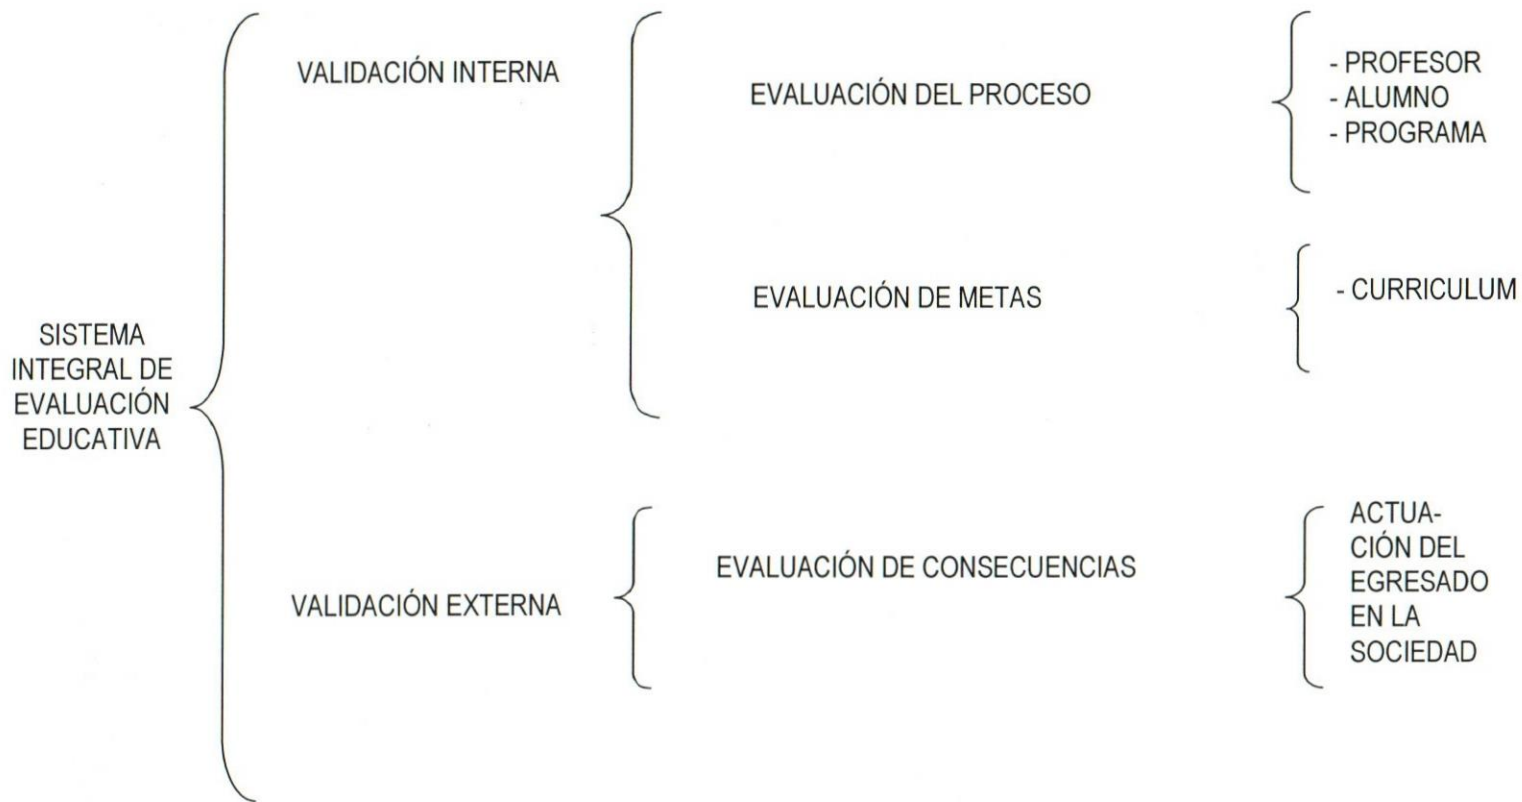 SISTEMA
INTEGRAL DE
EVALUACIÓN
EDUCATIVA
VALIDACIÓN INTERNA
EVALUACIÓN DEL PROCESO
- PROFESOR
- ALUMNO
- PROGRAMA
EVALUACIÓN DE METAS
- CURRICULUM
VALIDACIÓN EXTERNA
EVALUACIÓN DE CONSECUENCIAS
ACTUA-
CIÓN DEL
EGRESADO
EN LA
SOCIEDAD